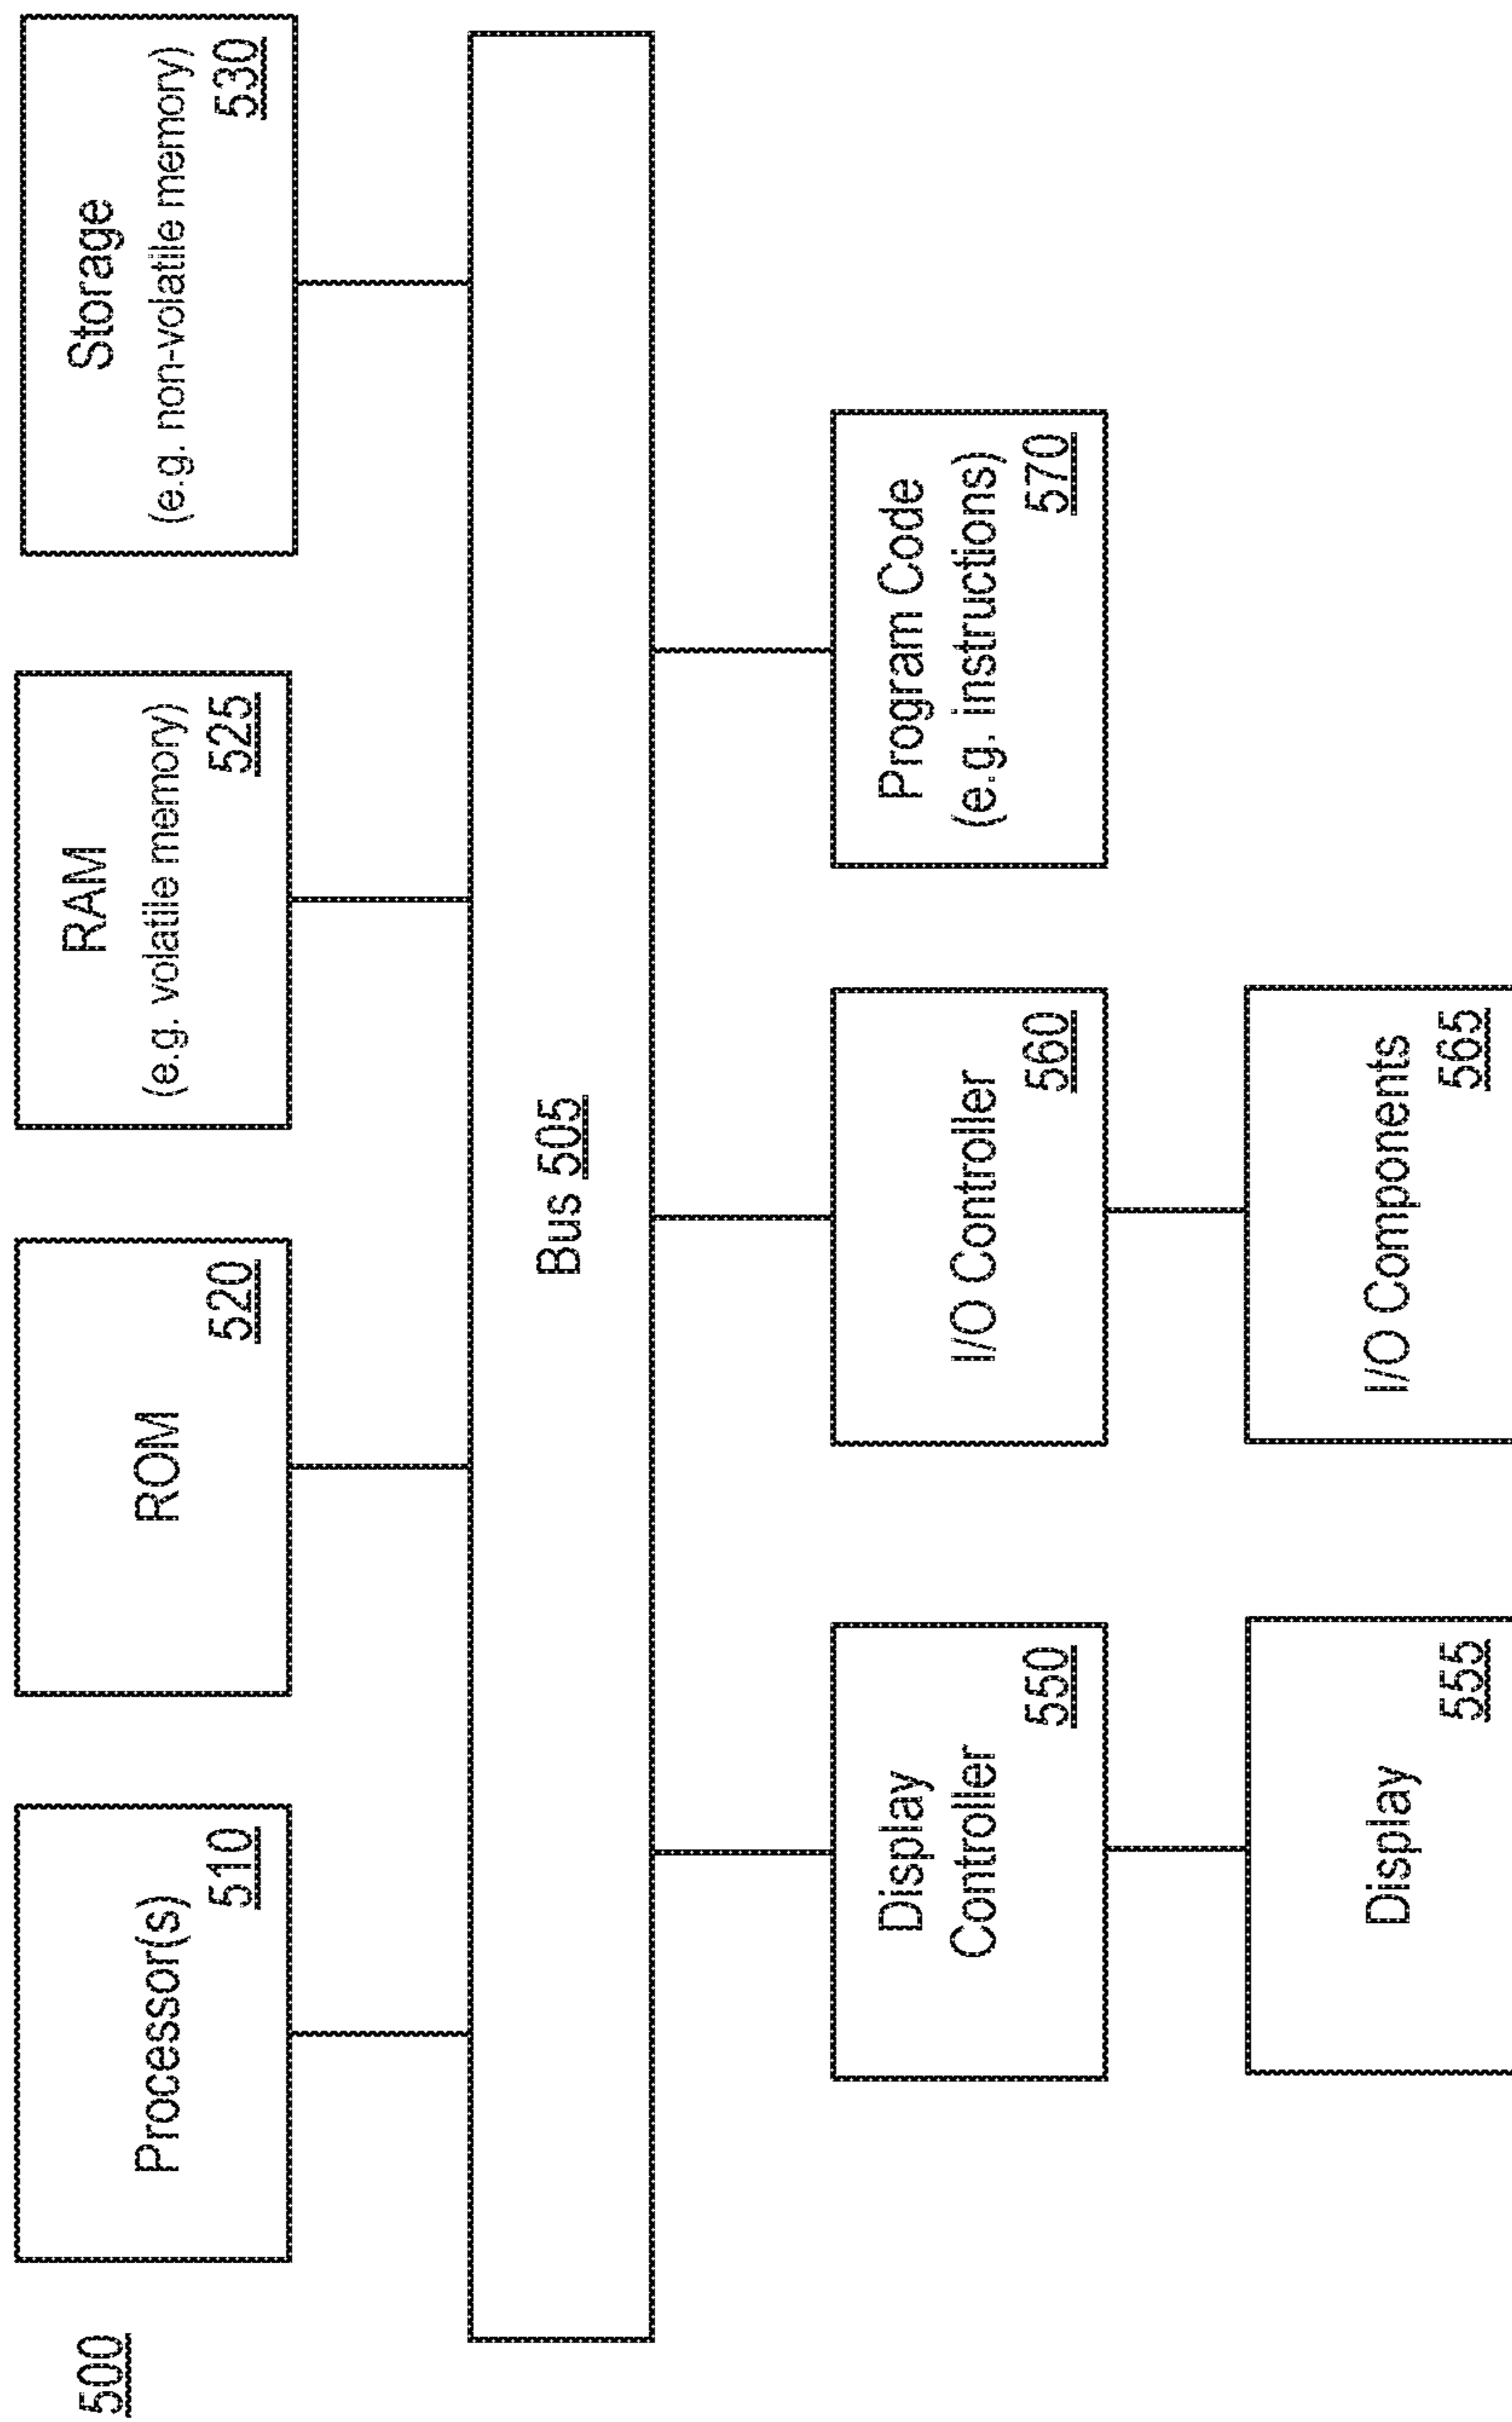 500
Processor(s)
510
ROM
520
RAM
(e.g. volatile memory)
525
Storage
(e.g. non-volatile memory)
530
Bus 505
Display
Controller
550
I/O Controller
560
Program Code
(e.g. instructions)
570
Display
555
I/O Components
565